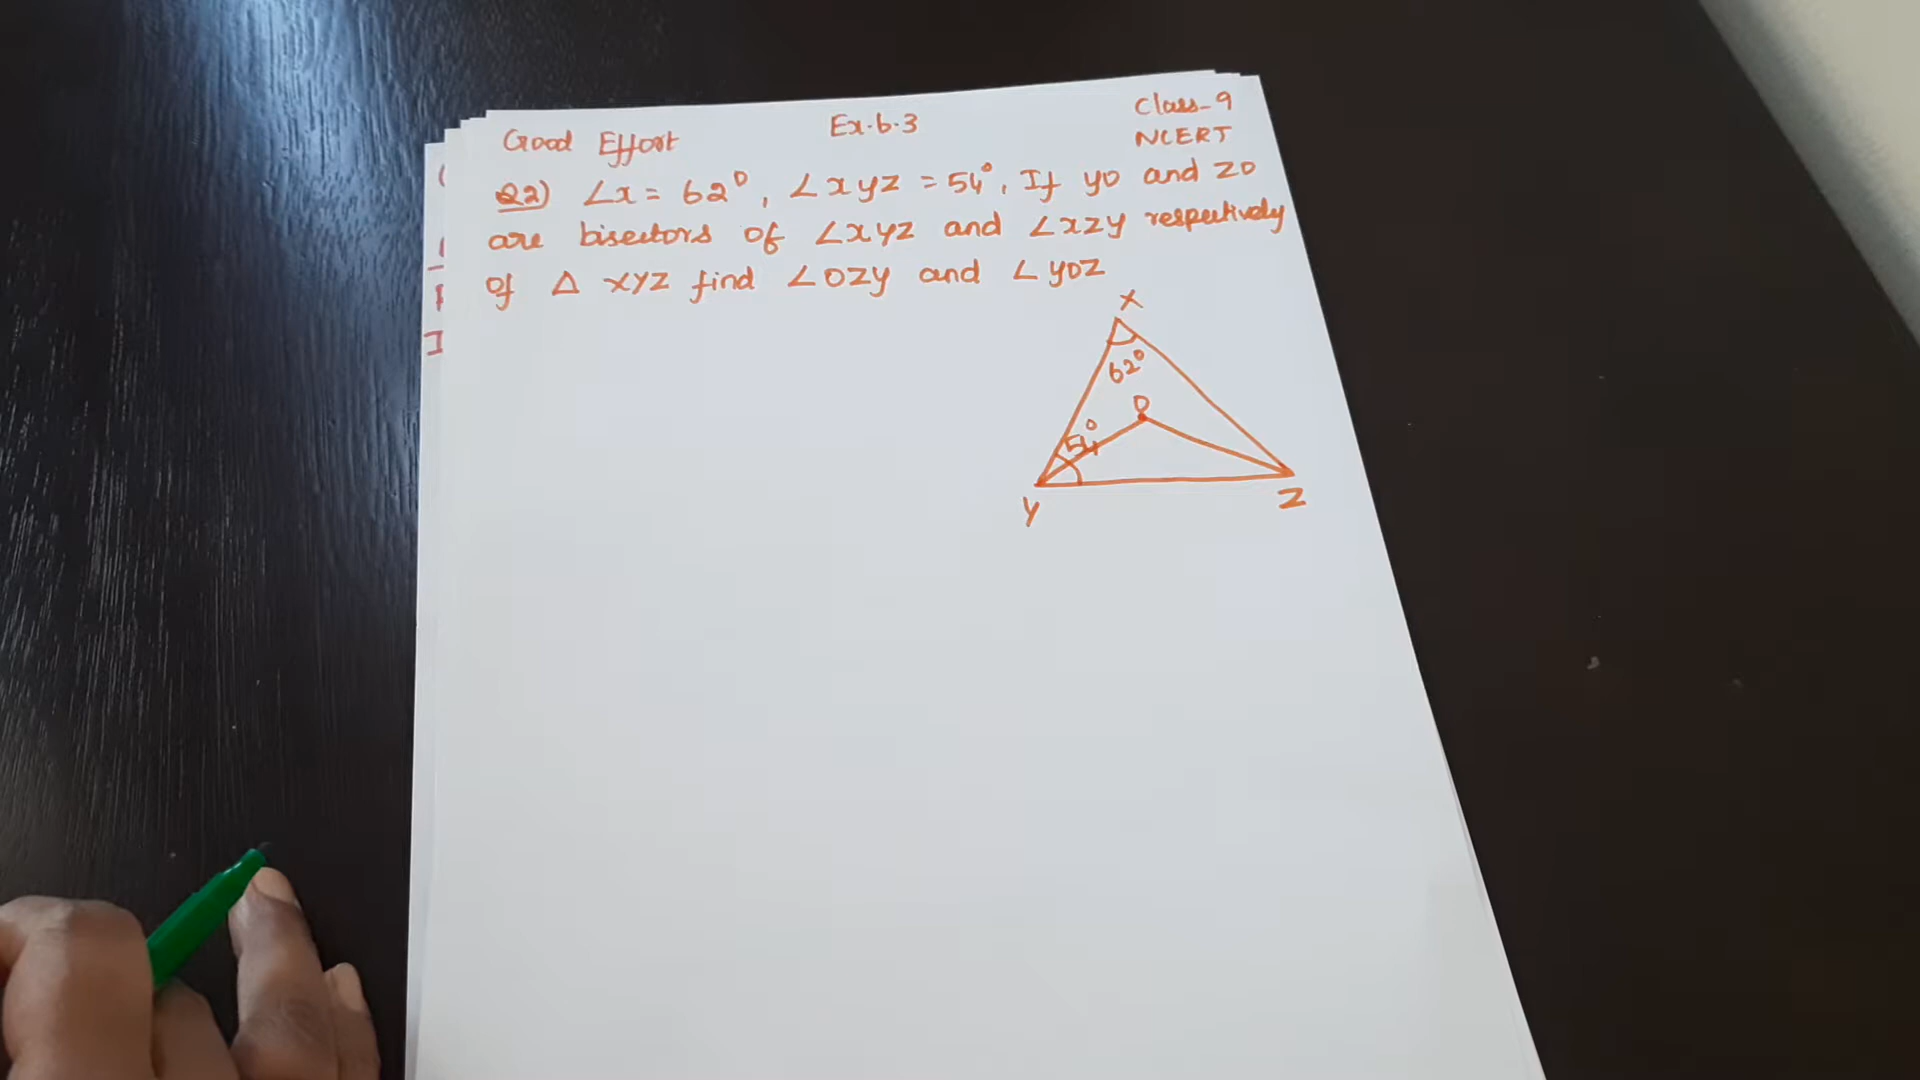 Good Effort Ex.6.3 Class-9
NCERT
Q2) ∠x = 62°, ∠xyz = 54°, If yo and zo
are bisectors of ∠xyz and ∠xzy respectively
of △ XYZ find ∠OZY and ∠YOZ
X
62°
O
54°
Y Z